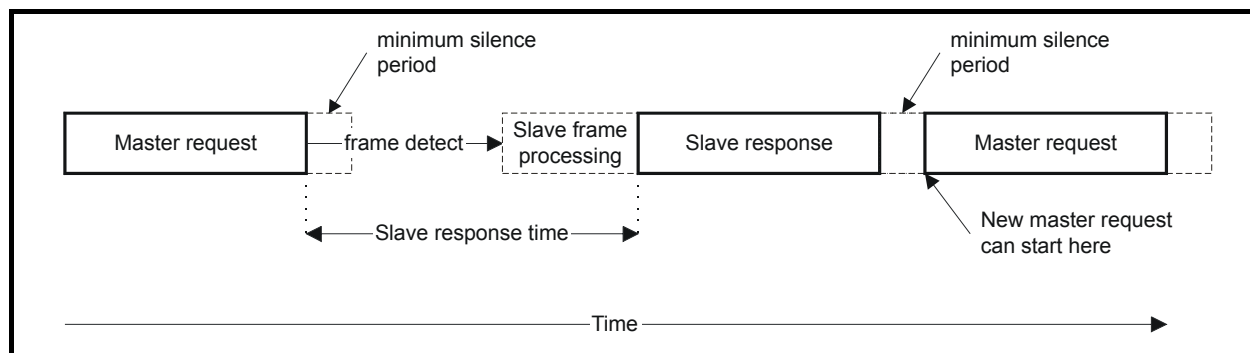 minimum silence
period
minimum silence
period
Master request
frame detect
Slave frame
processing
Slave response
Master request
Slave response time
New master request
can start here
Time